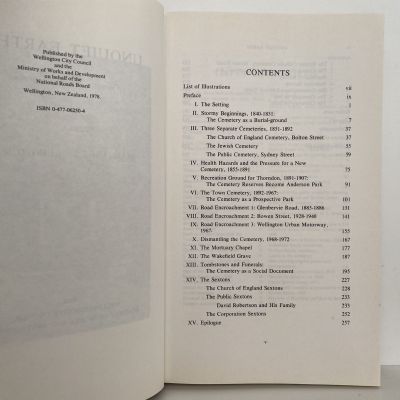 Published by the
Wellington City Council
and the
Ministry of Works and Development
on behalf of the
National Roads Board
Wellington, New Zealand, 1978.
ISBN 0-477-06250-4
CONTENTS
List of Illustrations vii
Preface ix
I. The Setting 1
II. Stormy Beginnings, 1840-1851:
The Cemetery as a Burial-ground 7
III. Three Separate Cemeteries, 1851-1892 37
The Church of England Cemetery, Bolton Street 37
The Jewish Cemetery 55
The Public Cemetery, Sydney Street 59
IV. Health Hazards and the Pressure for a New
Cemetery, 1855-1891 75
V. Recreation Ground for Thorndon, 1891-1907:
The Cemetery Reserves Become Anderson Park 91
VI. The Town Cemetery, 1892-1967:
The Cemetery as a Prospective Park 101
VII. Road Encroachment 1: Glenbervie Road, 1885-1886 131
VIII. Road Encroachment 2: Bowen Street, 1928-1940 141
IX. Road Encroachment 3: Wellington Urban Motorway,
1967- 155
X. Dismantling the Cemetery, 1968-1972 167
XI. The Mortuary Chapel 177
XII. The Wakefield Grave 187
XIII. Tombstones and Funerals:
The Cemetery as a Social Document 195
XIV. The Sextons 227
The Church of England Sextons 228
The Public Sextons 233
David Robertson and His Family 233
The Corporation Sextons 252
XV. Epilogue 257
v